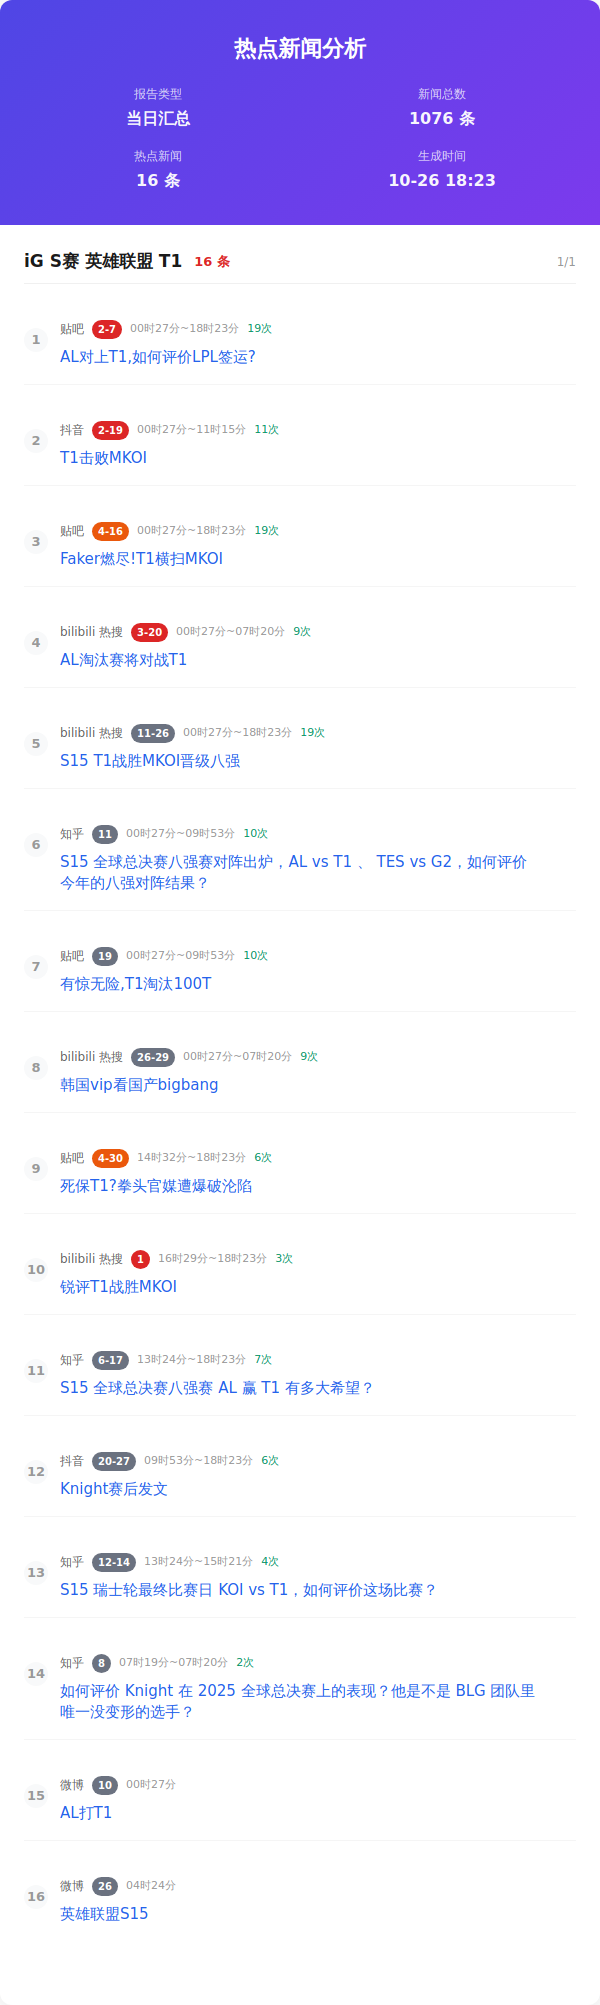 热点新闻分析
报告类型
当日汇总
新闻总数
1076 条
热点新闻
16 条
生成时间
10-26 18:23
iG S赛 英雄联盟 T1 16 条 1/1
1
贴吧 2-7 00时27分~18时23分 19次
AL对上T1,如何评价LPL签运?
2
抖音 2-19 00时27分~11时15分 11次
T1击败MKOI
3
贴吧 4-16 00时27分~18时23分 19次
Faker燃尽!T1横扫MKOI
4
bilibili 热搜 3-20 00时27分~07时20分 9次
AL淘汰赛将对战T1
5
bilibili 热搜 11-26 00时27分~18时23分 19次
S15 T1战胜MKOI晋级八强
6
知乎 11 00时27分~09时53分 10次
S15 全球总决赛八强赛对阵出炉，AL vs T1 、 TES vs G2，如何评价
今年的八强对阵结果？
7
贴吧 19 00时27分~09时53分 10次
有惊无险,T1淘汰100T
8
bilibili 热搜 26-29 00时27分~07时20分 9次
韩国vip看国产bigbang
9
贴吧 4-30 14时32分~18时23分 6次
死保T1?拳头官媒遭爆破沦陷
10
bilibili 热搜 1 16时29分~18时23分 3次
锐评T1战胜MKOI
11
知乎 6-17 13时24分~18时23分 7次
S15 全球总决赛八强赛 AL 赢 T1 有多大希望？
12
抖音 20-27 09时53分~18时23分 6次
Knight赛后发文
13
知乎 12-14 13时24分~15时21分 4次
S15 瑞士轮最终比赛日 KOI vs T1，如何评价这场比赛？
14
知乎 8 07时19分~07时20分 2次
如何评价 Knight 在 2025 全球总决赛上的表现？他是不是 BLG 团队里
唯一没变形的选手？
15
微博 10 00时27分
AL打T1
16
微博 26 04时24分
英雄联盟S15